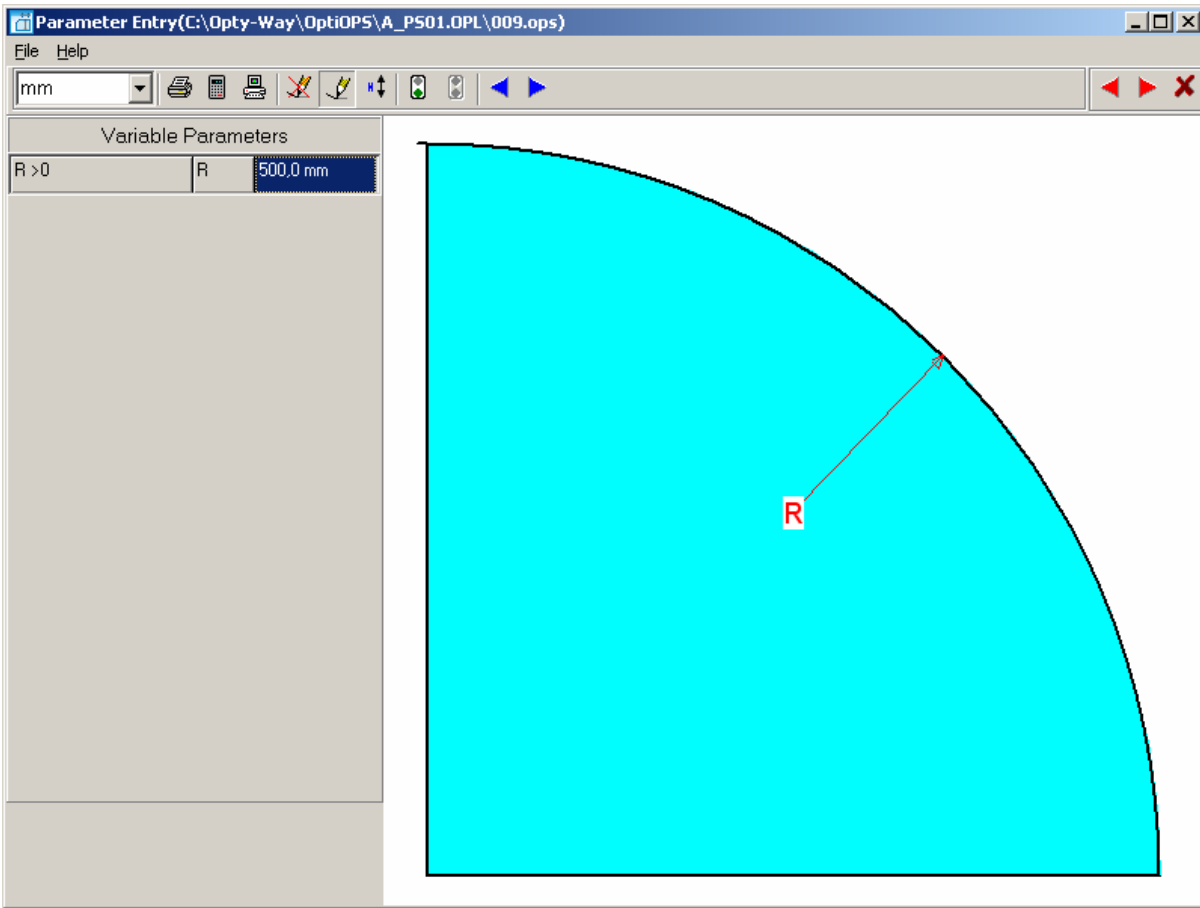 Parameter Entry(C:\Opty-Way\OptiOPS\A_PS01.OPL\009.ops)
File Help
mm
Variable Parameters
R >0 R 500,0 mm
R